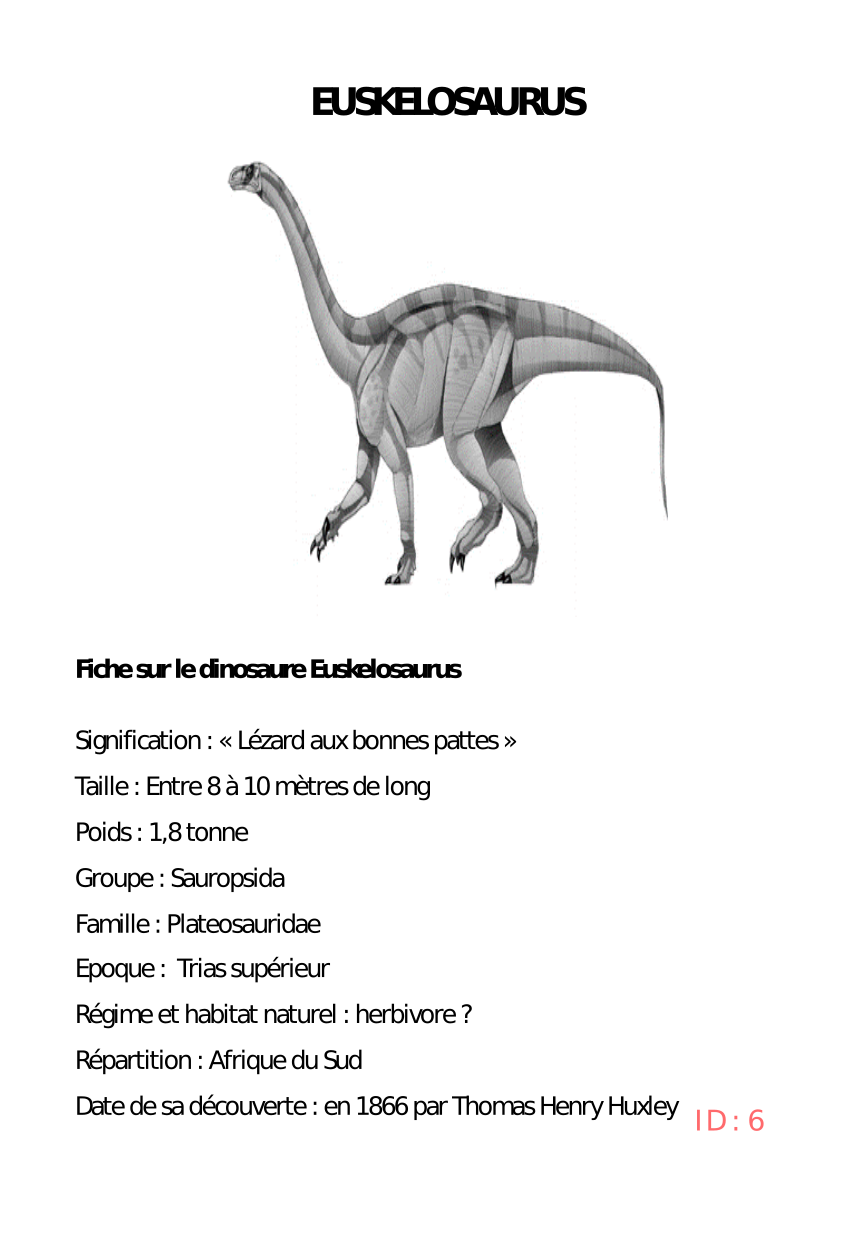 EUSKELOSAURUS
Fiche sur le dinosaure Euskelosaurus
Signification : « Lézard aux bonnes pattes »
Taille : Entre 8 à 10 mètres de long
Poids : 1,8 tonne
Groupe : Sauropsida
Famille : Plateosauridae
Epoque :  Trias supérieur
Régime et habitat naturel : herbivore ?
Répartition : Afrique du Sud
Date de sa découverte : en 1866 par Thomas Henry Huxley
ID : 6